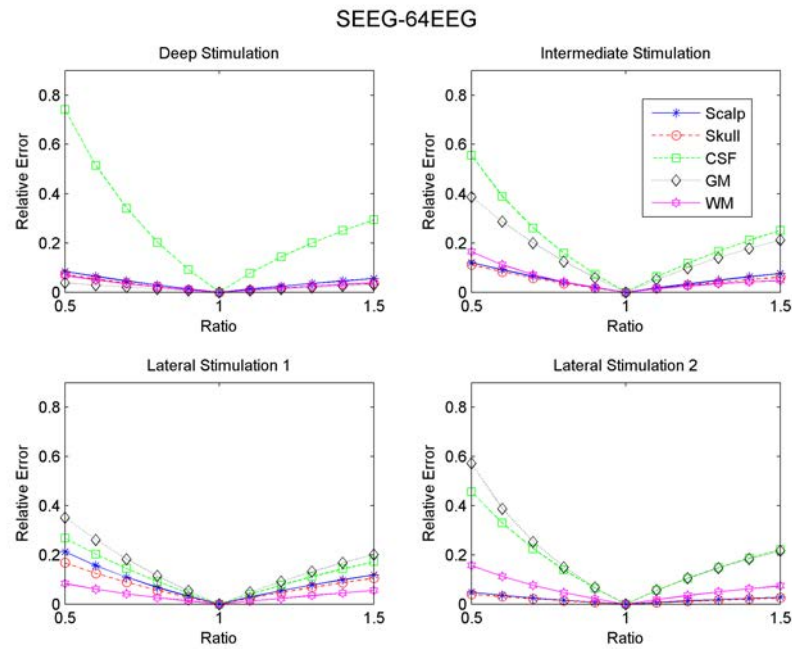 SEEG-64EEG
Deep Stimulation
Relative Error
0.8
0.6
0.4
0.2
0
0.5
1
1.5
Ratio
Intermediate Stimulation
Relative Error
0.8
0.6
0.4
0.2
0
0.5
1
1.5
Ratio
Scalp
Skull
CSF
GM
WM
Lateral Stimulation 1
Relative Error
0.8
0.6
0.4
0.2
0
0.5
1
1.5
Ratio
Lateral Stimulation 2
Relative Error
0.8
0.6
0.4
0.2
0
0.5
1
1.5
Ratio